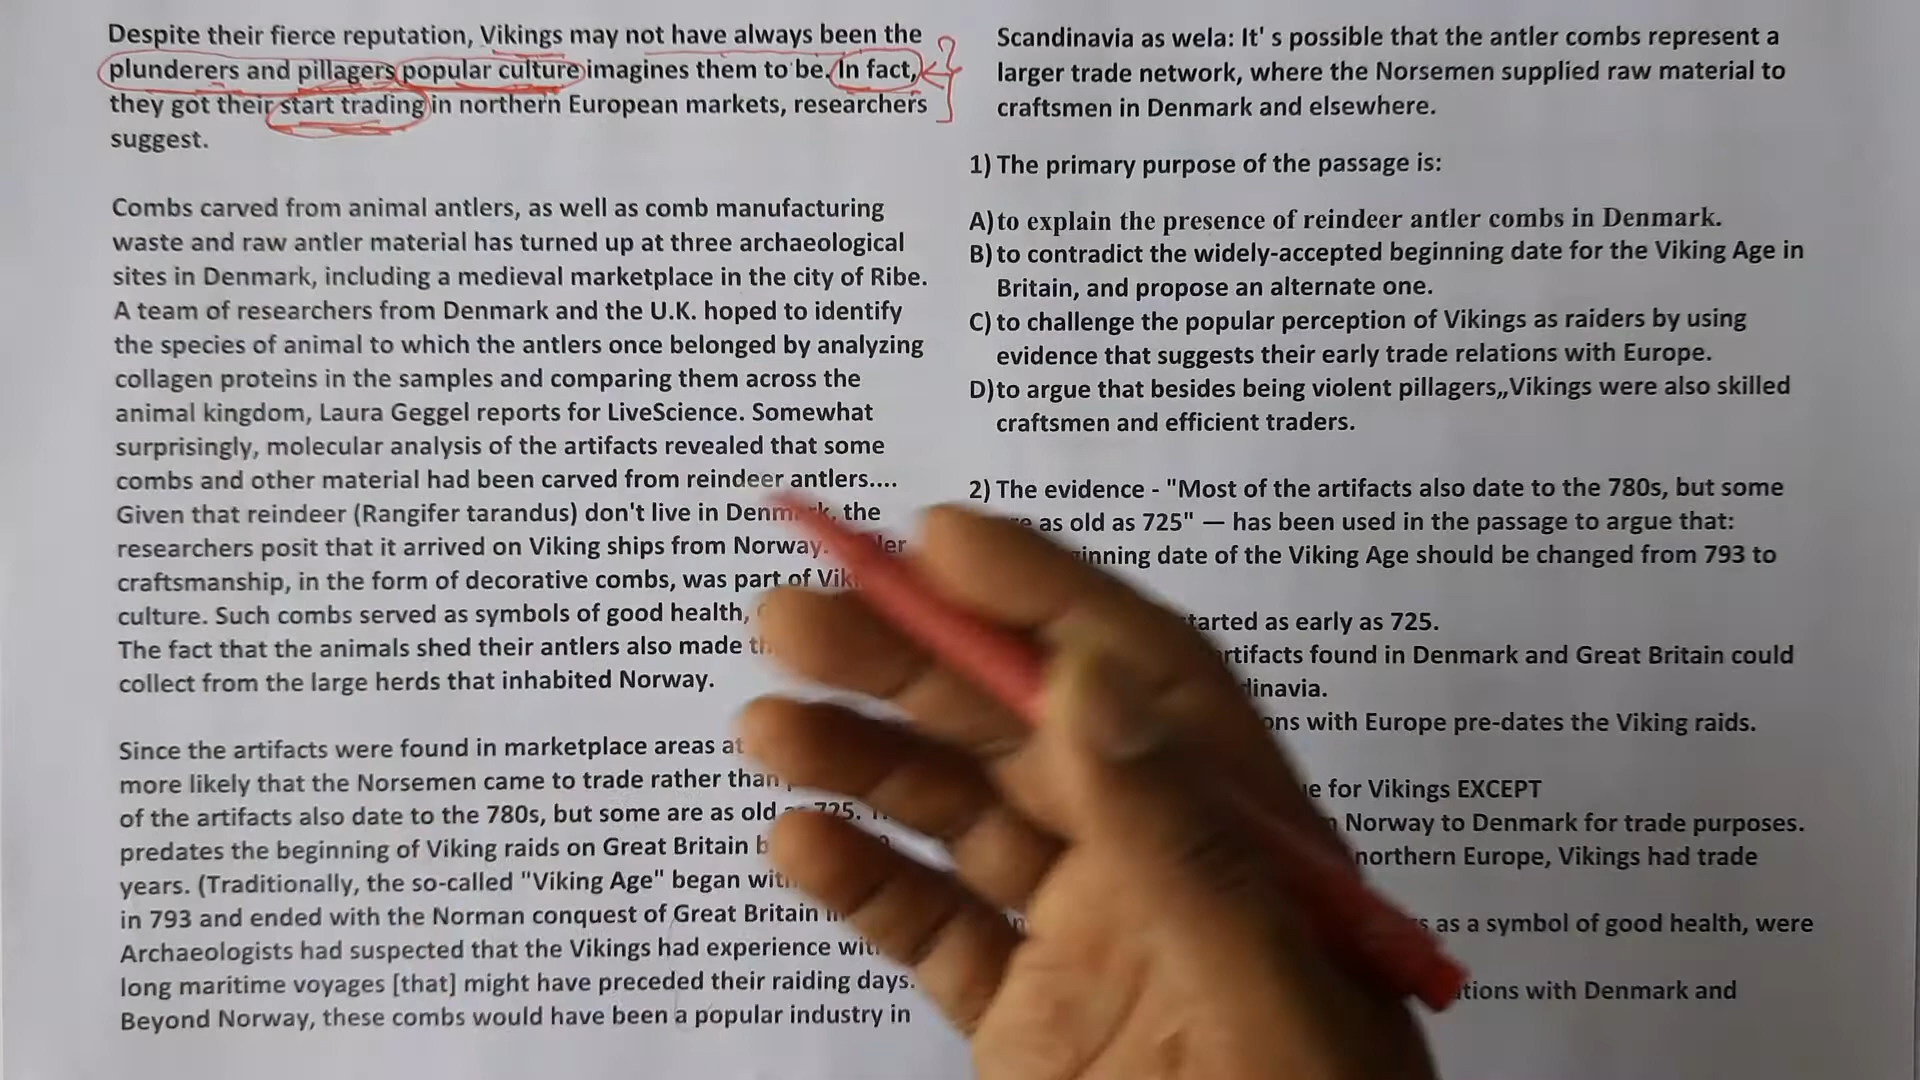 Despite their fierce reputation, Vikings may not have always been the
plunderers and pillagers popular culture imagines them to be. In fact,
they got their start trading in northern European markets, researchers
suggest.
Combs carved from animal antlers, as well as comb manufacturing
waste and raw antler material has turned up at three archaeological
sites in Denmark, including a medieval marketplace in the city of Ribe.
A team of researchers from Denmark and the U.K. hoped to identify
the species of animal to which the antlers once belonged by analyzing
collagen proteins in the samples and comparing them across the
animal kingdom, Laura Geggel reports for LiveScience. Somewhat
surprisingly, molecular analysis of the artifacts revealed that some
combs and other material had been carved from reindeer antlers....
Given that reindeer (Rangifer tarandus) don't live in Denmark, the
researchers posit that it arrived on Viking ships from Norway.
craftsmanship, in the form of decorative combs, was part of
culture. Such combs served as symbols of good health,
The fact that the animals shed their antlers also made
collect from the large herds that inhabited Norway.
Since the artifacts were found in marketplace areas
more likely that the Norsemen came to trade rather than
of the artifacts also date to the 780s, but some are as old as 725.
predates the beginning of Viking raids on Great Britain
years. (Traditionally, the so-called "Viking Age" began
in 793 and ended with the Norman conquest of Great Britain
Archaeologists had suspected that the Vikings had experience
long maritime voyages [that] might have preceded their raiding days.
Beyond Norway, these combs would have been a popular industry in
Scandinavia as wela: It' s possible that the antler combs represent a
larger trade network, where the Norsemen supplied raw material to
craftsmen in Denmark and elsewhere.
1) The primary purpose of the passage is:
A) to explain the presence of reindeer antler combs in Denmark.
B) to contradict the widely-accepted beginning date for the Viking Age in
Britain, and propose an alternate one.
C) to challenge the popular perception of Vikings as raiders by using
evidence that suggests their early trade relations with Europe.
D) to argue that besides being violent pillagers,,Vikings were also skilled
craftsmen and efficient traders.
2) The evidence - "Most of the artifacts also date to the 780s, but some
as old as 725" — has been used in the passage to argue that:
date of the Viking Age should be changed from 793 to
as early as 725.
found in Denmark and Great Britain could
with Europe pre-dates the Viking raids.
for Vikings EXCEPT
Norway to Denmark for trade purposes.
northern Europe, Vikings had trade
as a symbol of good health, were
with Denmark and